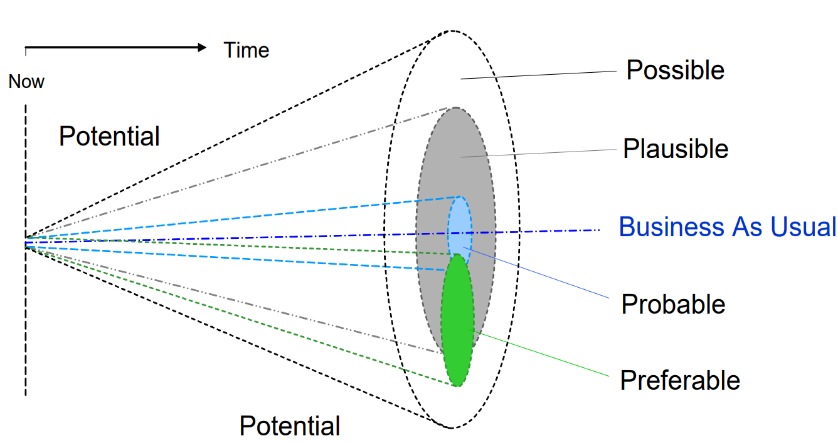 Time
Now
Potential
Possible
Plausible
Business As Usual
Probable
Preferable
Potential